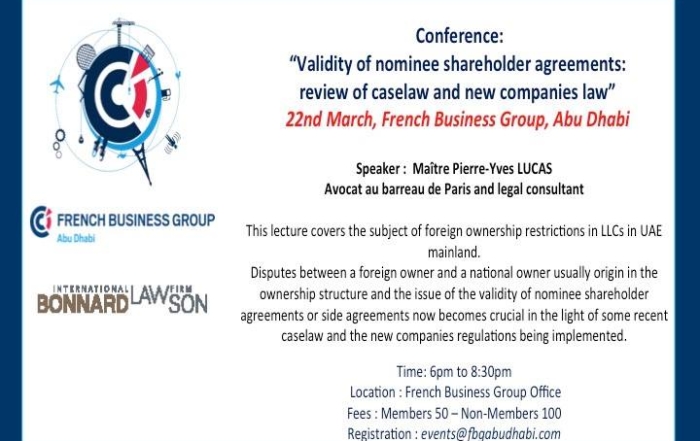 Conference:
“Validity of nominee shareholder agreements:
review of caselaw and new companies law”
22nd March, French Business Group, Abu Dhabi
Speaker : Maître Pierre-Yves LUCAS
Avocat au barreau de Paris and legal consultant
FRENCH BUSINESS GROUP
Abu Dhabi
INTERNATIONAL FIRM
BONNARD LAWSON
This lecture covers the subject of foreign ownership restrictions in LLCs in UAE
mainland.
Disputes between a foreign owner and a national owner usually origin in the
ownership structure and the issue of the validity of nominee shareholder
agreements or side agreements now becomes crucial in the light of some recent
caselaw and the new companies regulations being implemented.
Time: 6pm to 8:30pm
Location : French Business Group Office
Fees : Members 50 – Non-Members 100
Registration : events@fbgabudhabi.com